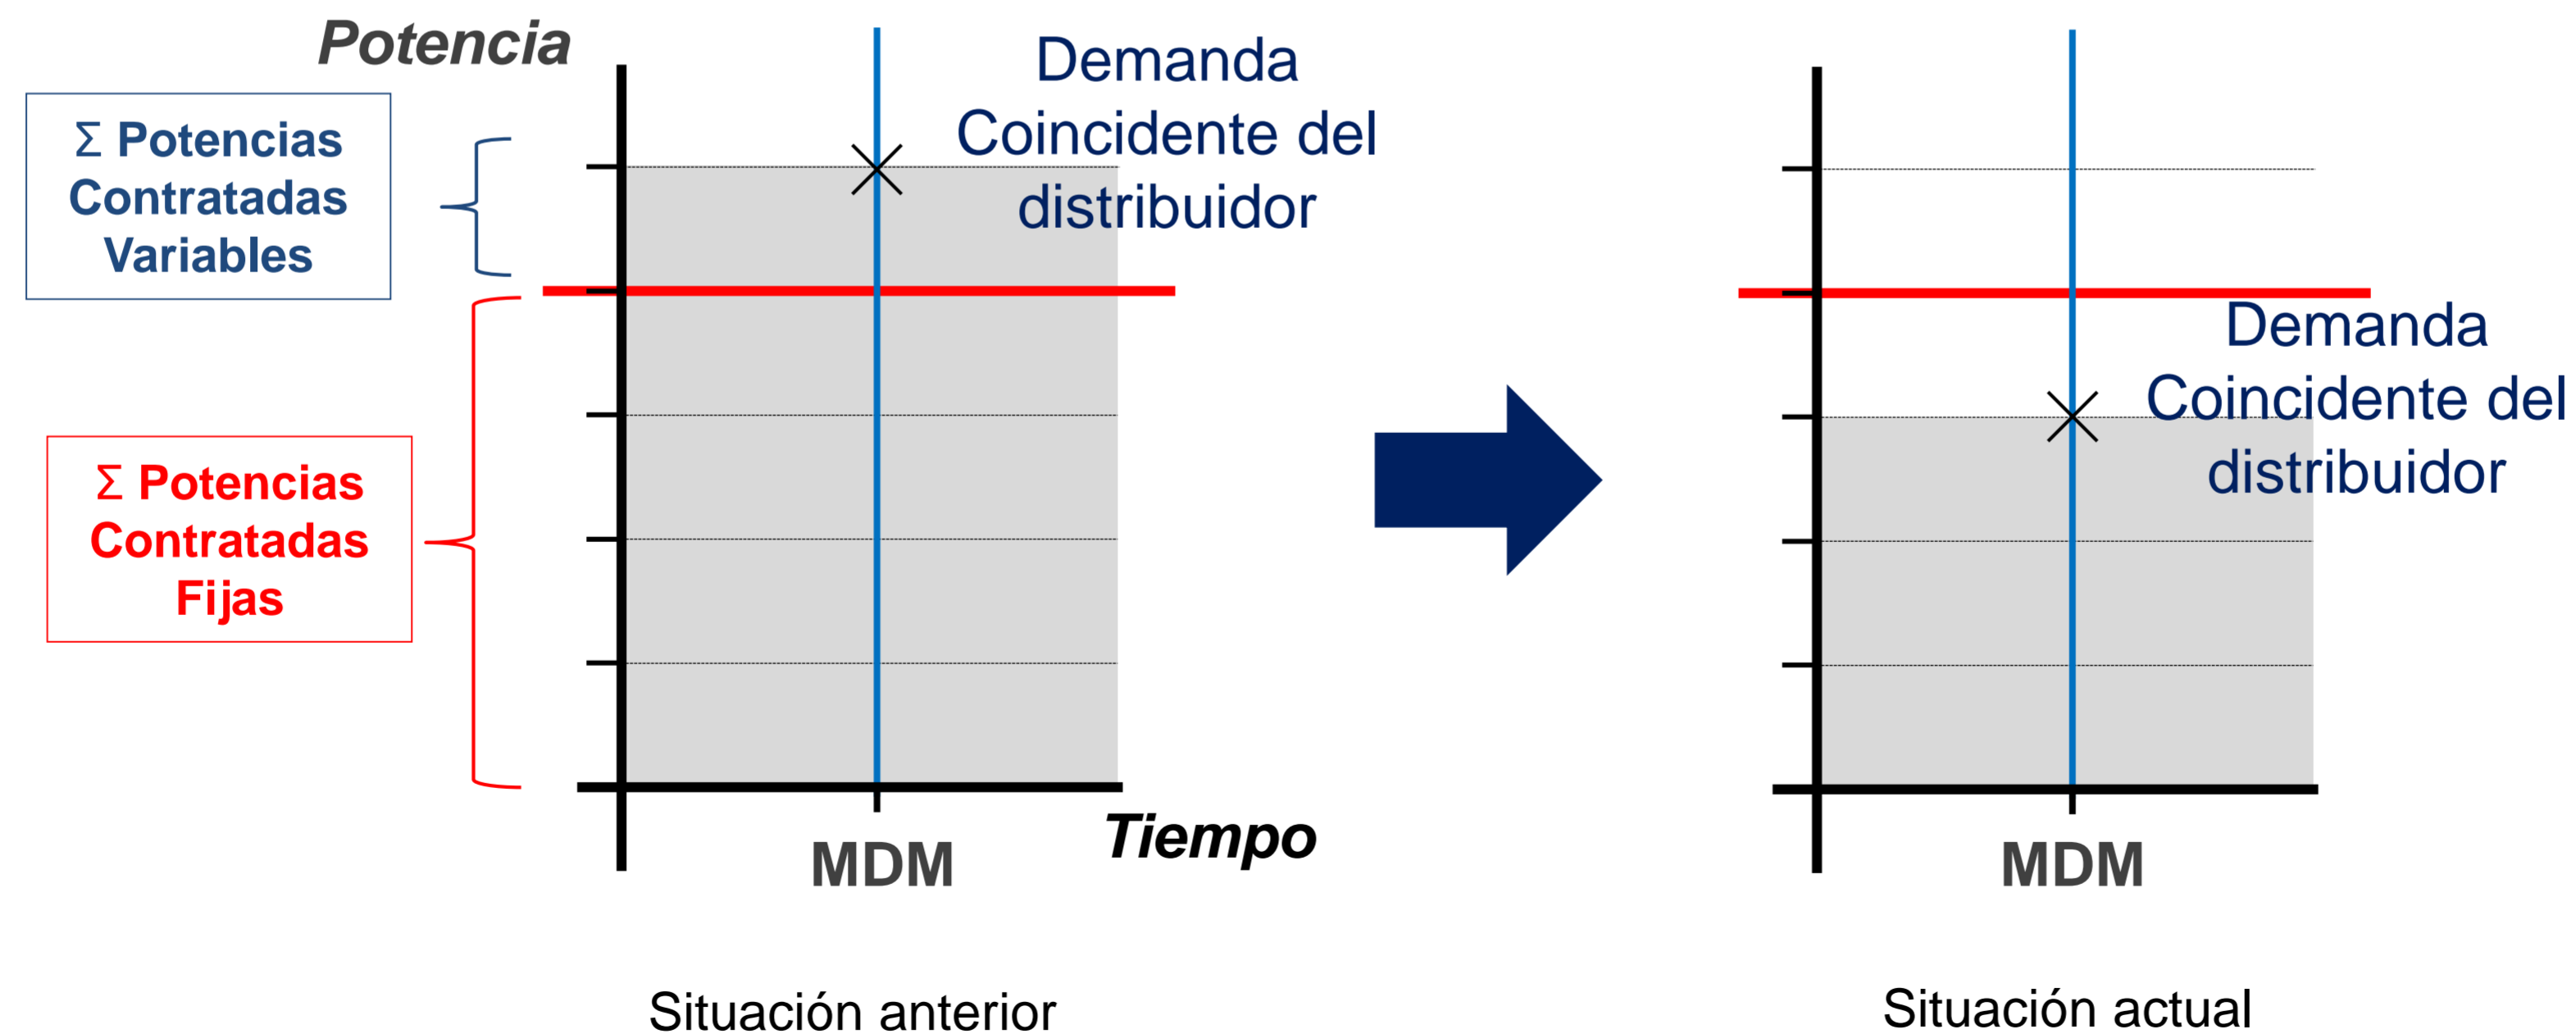 Potencia
Σ Potencias
Contratadas
Variables
Σ Potencias
Contratadas
Fijas
Demanda
Coincidente del
distribuidor
MDM
Tiempo
Situación anterior
Demanda
Coincidente del
distribuidor
MDM
Situación actual